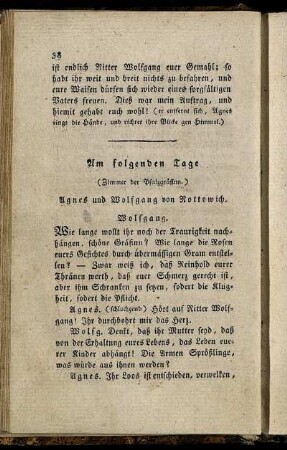 58
ist endlich Ritter Wolfgang euer Gemahl; so
habt ihr weit und breit nichts zu befahren, und
eure Waisen dürfen sich wieder eines sorgfältigen
Vaters freuen. Dieß war mein Auftrag, und
hiemit gehabt euch wohl! (er entfernt sich, Agnes
ringt die Hände, und richtet ihre Blicke gen Himmel.)
Am folgenden Tage
(Zimmer der Pfalzgräfinn.)
Agnes und Wolfgang von Rottowich.
Wolfgang.
Wie lange wollt ihr noch der Traurigkeit nach-
hängen, schöne Gräfinn? Wie lange die Rosen
eures Gesichtes durch übermäßigen Gram entstel-
len? — Zwar weiß ich, daß Reinhold eurer
Thränen werth, daß euer Schmerz gerecht ist,
aber ihm Schranken zu setzen, fodert die Klug-
heit, fodert die Pflicht.
Agnes. (schluchzend) Hört auf Ritter Wolf-
gang! Ihr durchbohrt mir das Herz.
Wolfg. Denkt, daß ihr Mutter seyd, daß
von der Erhaltung eures Lebens, das Leben eue-
rer Kinder abhängt! Die Armen Sprößlinge,
was würde aus ihnen werden?
Agnes. Ihr Loos ist entschieden, verwelken,